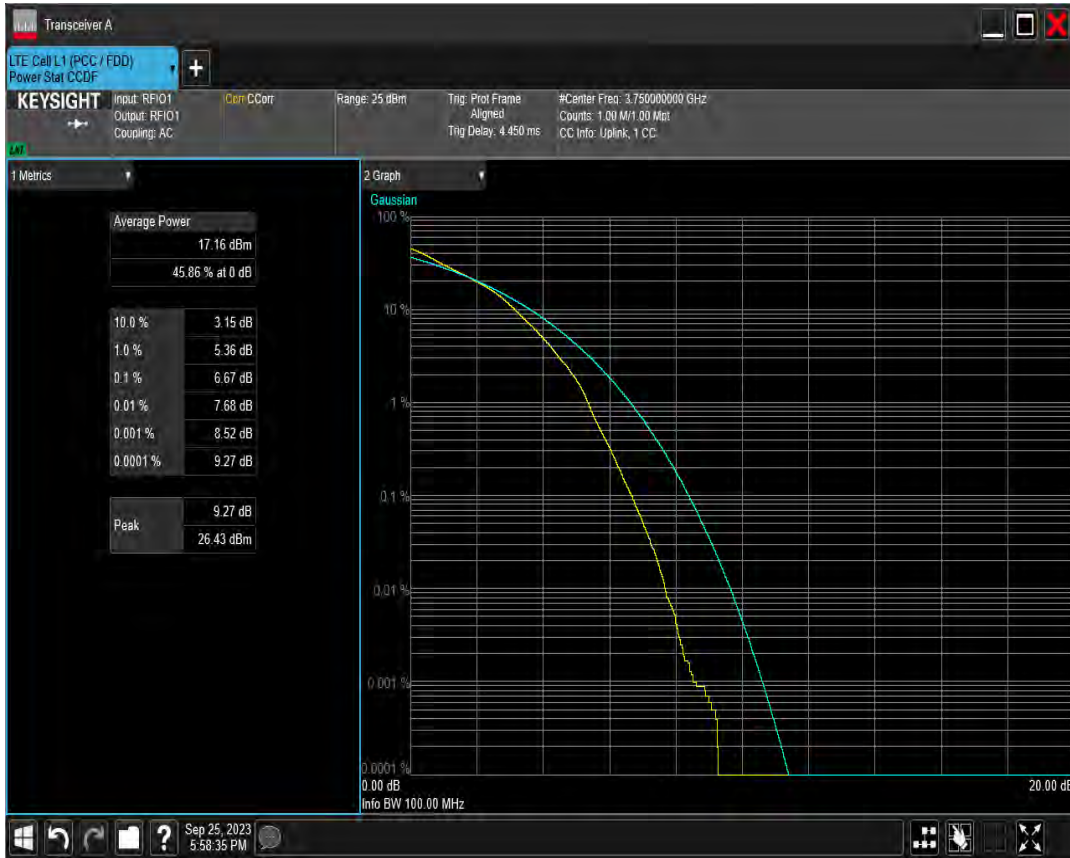 Transceiver A
LTE Cell L1 (PCC / FDD)
Power Stat CCDF
KEYSIGHT
Input: RFIO1
Output: RFIO1
Coupling: AC
Corr CCorr
Range: 25 dBm
Trig: Prot Frame
Aligned
Trig Delay: 4.450 ms
#Center Freq: 3.750000000 GHz
Counts: 1.00 M/1.00 Mpt
CC Info: Uplink, 1 CC
1 Metrics
Average Power
17.16 dBm
45.86 % at 0 dB
10.0 % 3.15 dB
1.0 % 5.36 dB
0.1 % 6.67 dB
0.01 % 7.68 dB
0.001 % 8.52 dB
0.0001 % 9.27 dB
Peak
9.27 dB
26.43 dBm
2 Graph
Gaussian
100 %
10 %
1 %
0.1 %
0.01 %
0.001 %
0.0001 %
0.00 dB
20.00 dB
Info BW 100.00 MHz
Sep 25, 2023
5:58:35 PM